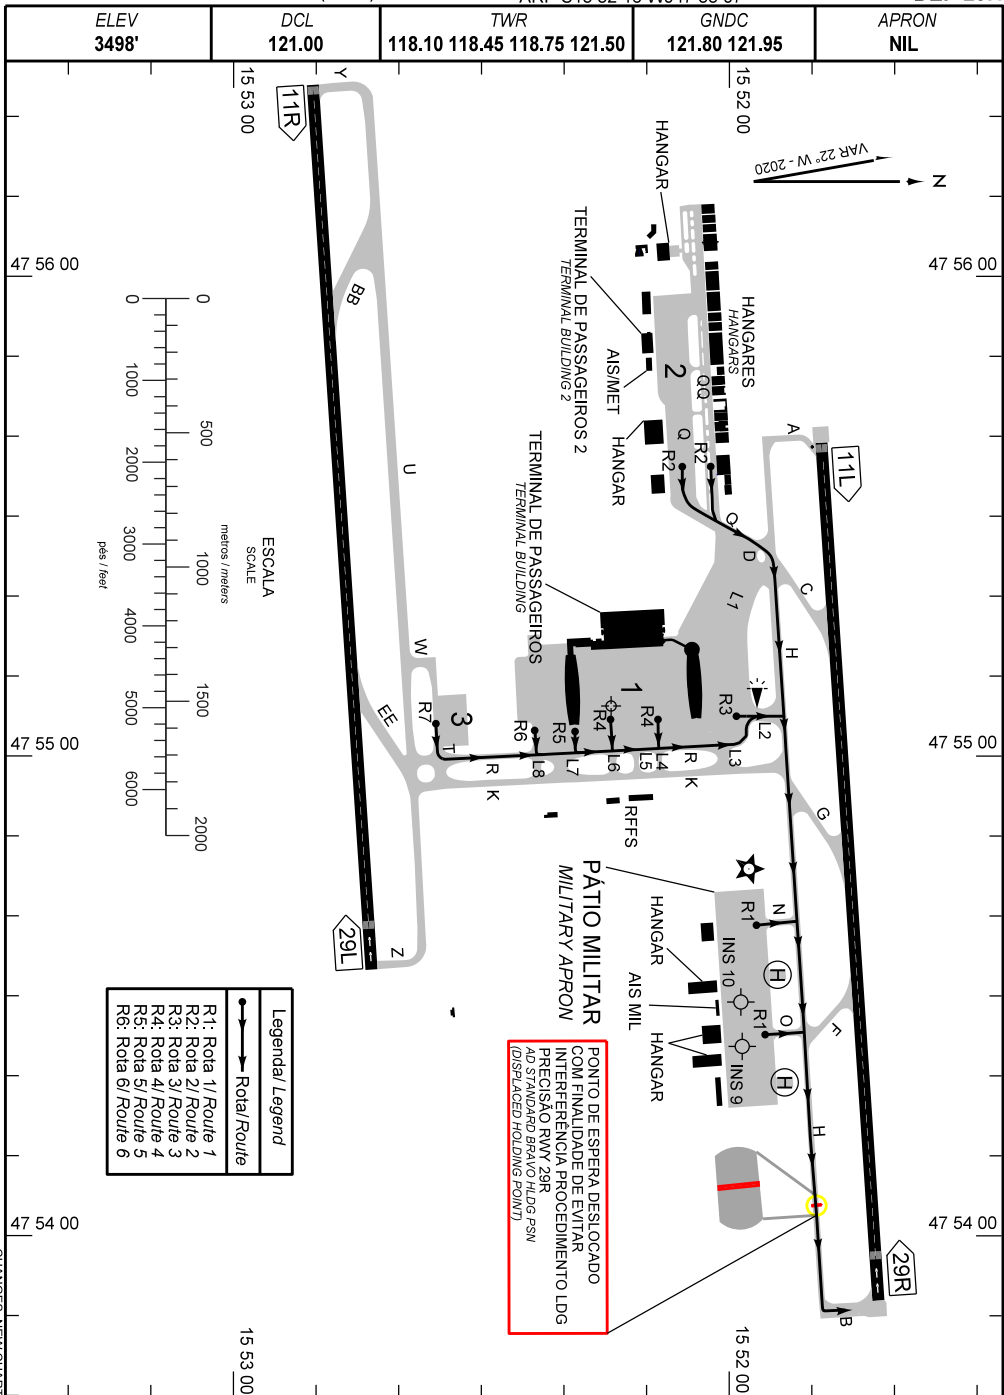 ELEV
3498'
DCL
121.00
TWR
118.10 118.45 118.75 121.50
GNDC
121.80 121.95
APRON
NIL
15 53 00
15 52 00
Y
11R
VAR 22° W - 2020
N
HANGAR
47 56 00
47 56 00
TERMINAL DE PASSAGEIROS 2
TERMINAL BUILDING 2
HANGARES
HANGARS
BB
AIS/MET
2
QQ
HANGAR
Q
R2
R2
A
11L
U
TERMINAL DE PASSAGEIROS
TERMINAL BUILDING
Q
D
C
L1
H
0
1000
2000
3000
4000
5000
6000
pés / feet
0
500
1000
1500
2000
metros / meters
ESCALA
SCALE
W
EE
R7
3
T
R6
R5
R4
R4
R3
1
L2
L3
L4
L5
L6
L7
L8
R
K
R
K
47 55 00
47 55 00
G
RFFS
PÁTIO MILITAR
MILITARY APRON
HANGAR
AIS MIL
HANGAR
R1
N
INS 10
H
R1
O
INS 9
H
F
H
29L
Z
PONTO DE ESPERA DESLOCADO
COM FINALIDADE DE EVITAR
INTERFERÊNCIA PROCEDIMENTO LDG
PRECISÃO RWY 29R
AD STANDARD BRAVO HLDG PSN
(DISPLACED HOLDING POINT)
Legenda/ Legend
Rota/ Route
R1: Rota 1/ Route 1
R2: Rota 2/ Route 2
R3: Rota 3/ Route 3
R4: Rota 4/ Route 4
R5: Rota 5/ Route 5
R6: Rota 6/ Route 6
47 54 00
47 54 00
29R
B
15 53 00
15 52 00